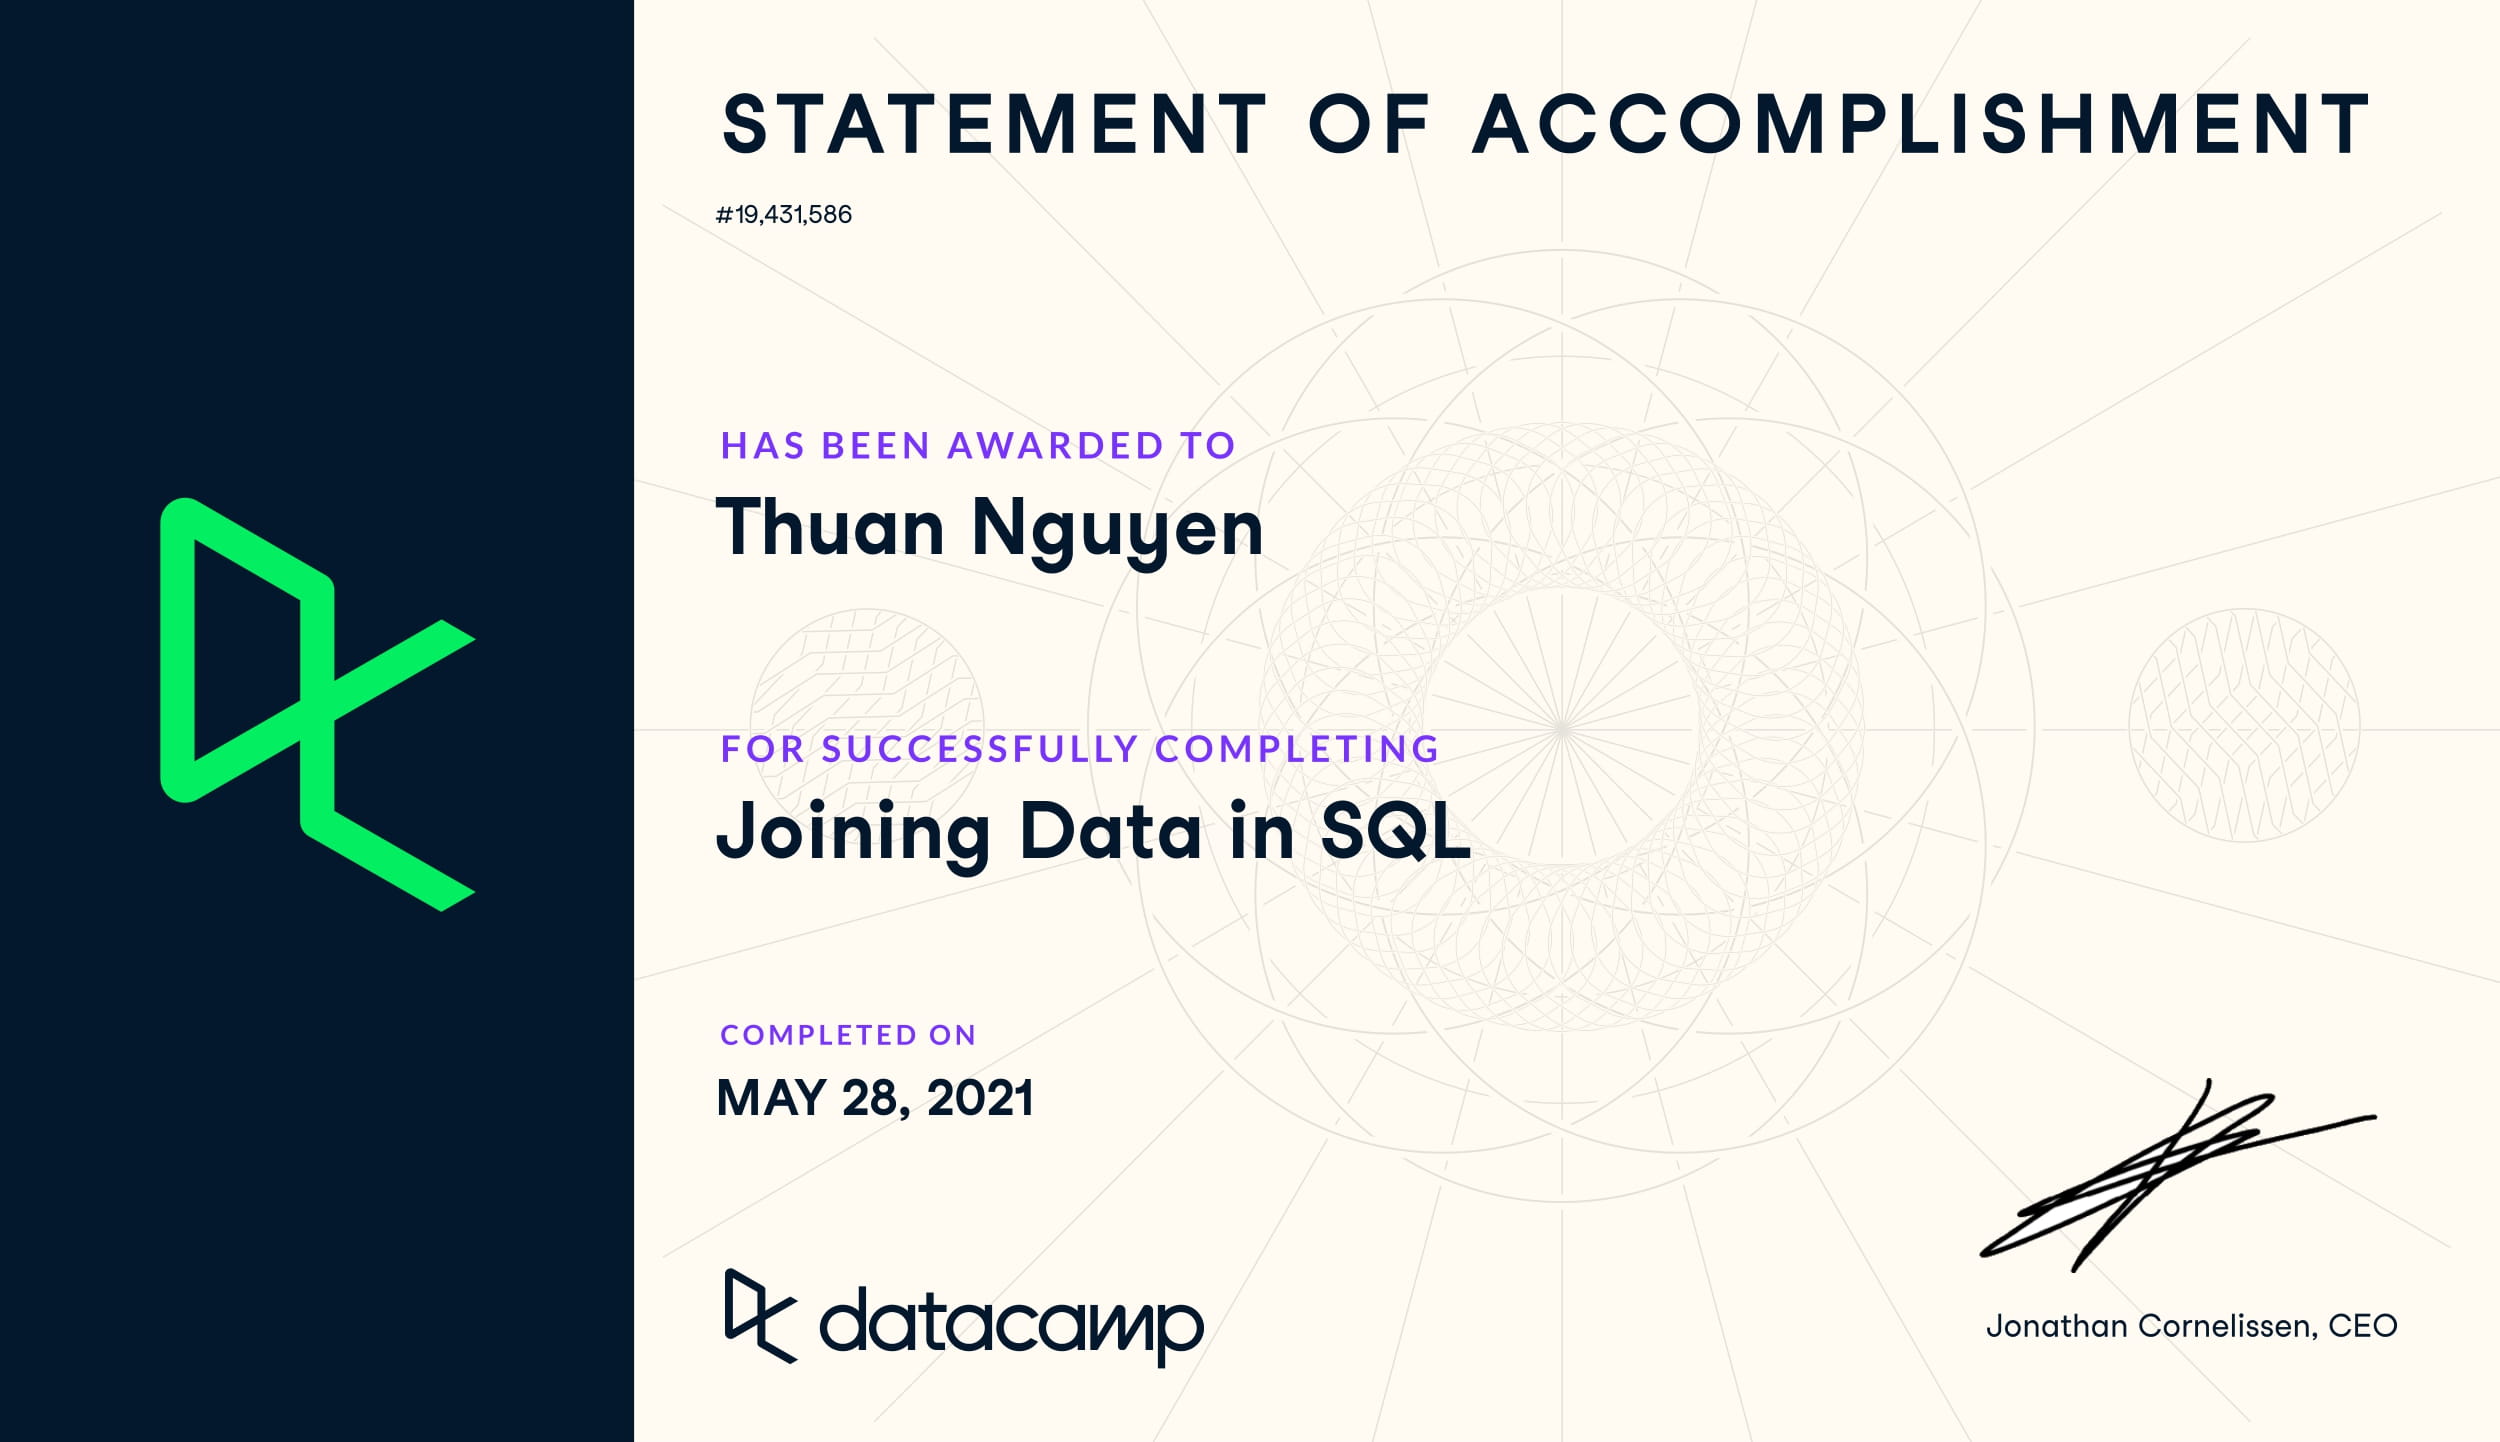 STATEMENT OF ACCOMPLISHMENT
#19,431,586
HAS BEEN AWARDED TO
Thuan Nguyen
FOR SUCCESSFULLY COMPLETING
Joining Data in SQL
COMPLETED ON
MAY 28, 2021
datacamp
Jonathan Cornelissen, CEO